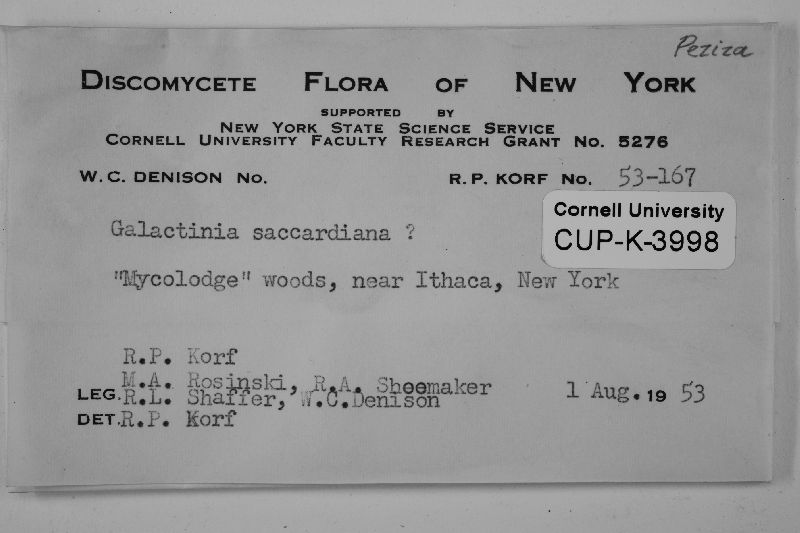 Peziza
DISCOMYCETE FLORA OF NEW YORK
SUPPORTED BY
NEW YORK STATE SCIENCE SERVICE
CORNELL UNIVERSITY FACULTY RESEARCH GRANT NO. 5276
W.C. DENISON NO. R.P. KORF NO. 53-167
Cornell University
CUP-K-3998
Galactinia saccardiana ?
"Mycolodge" woods, near Ithaca, New York
R.P. Korf
M.A. Rosinski, R.A. Shoemaker
LEG. R.L. Shaffer, W.C.Denison 1 Aug. 19 53
DET. R.P. Korf